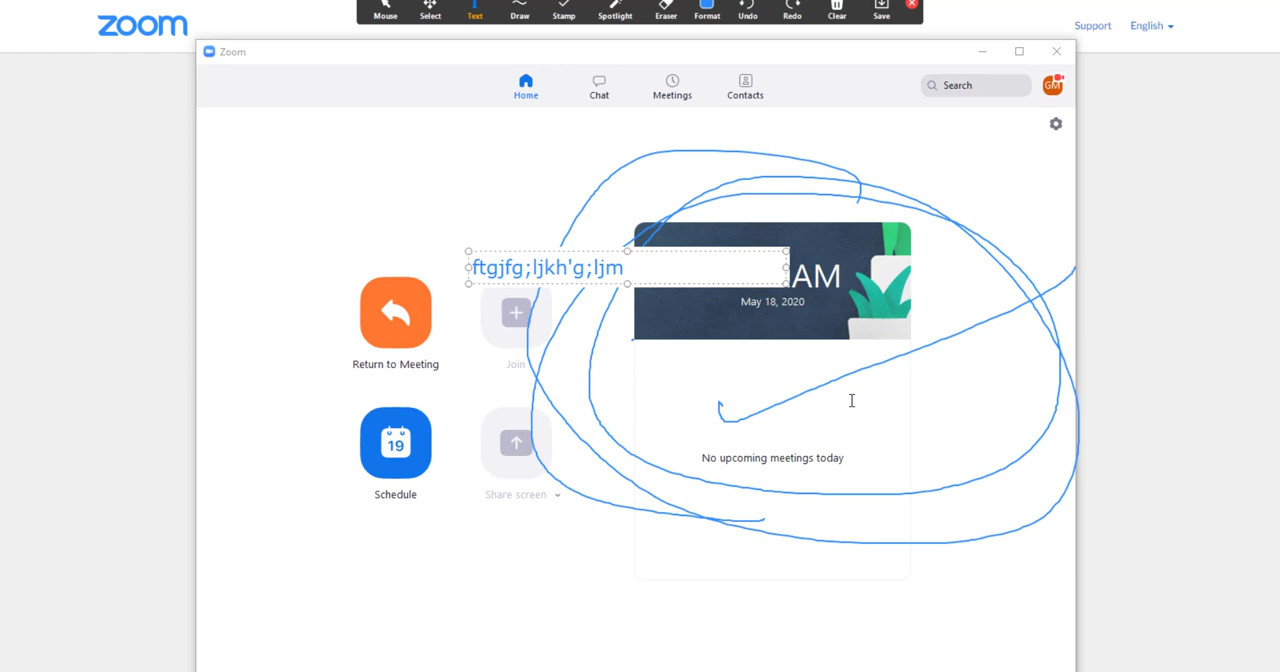 Mouse Select Text Draw Stamp Spotlight Eraser Format Undo Redo Clear Save
zoom Support English
Zoom
Home Chat Meetings Contacts Search GM
ftgjfg;ljkh'g;ljm
AM
May 18, 2020
Return to Meeting Join
19
No upcoming meetings today
Schedule Share screen